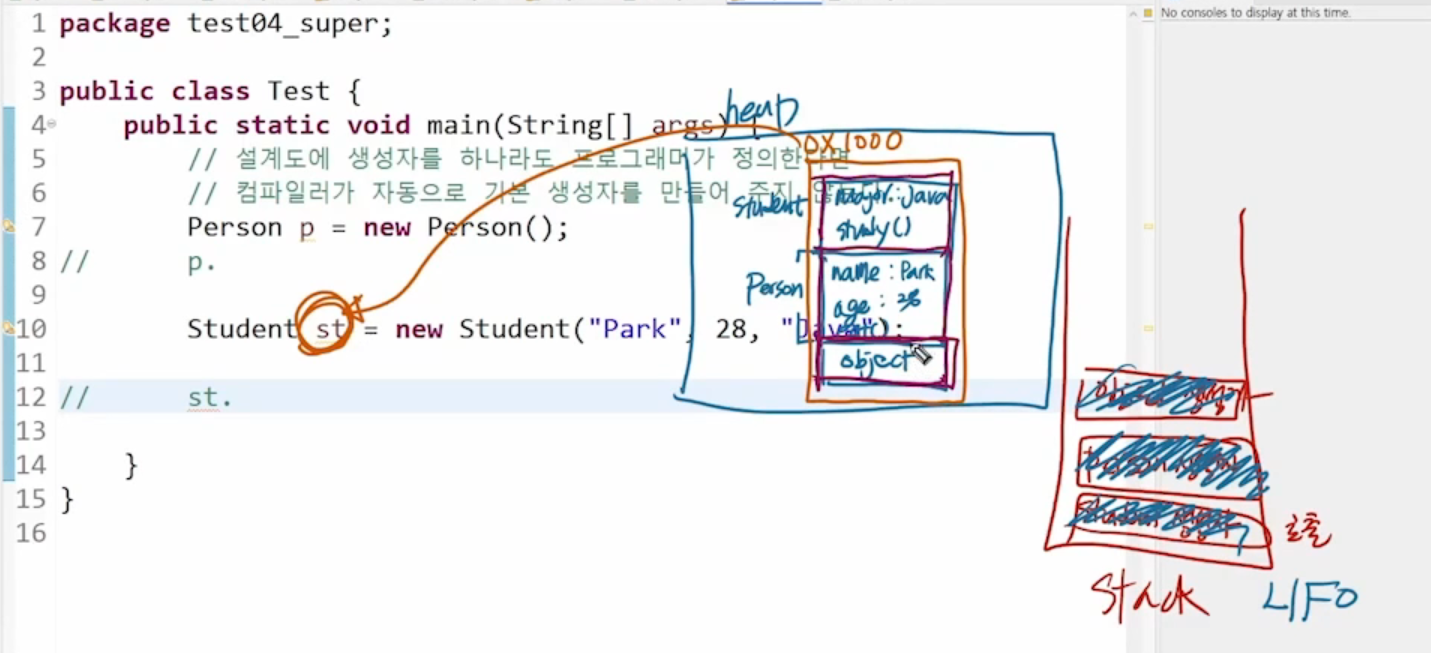 1 package test04_super;
2
3 public class Test {
4 public static void main(String[] args) {
5 // 설계도에 생성자를 하나라도 프로그래머가 정의한다면
6 // 컴파일러가 자동으로 기본 생성자를 만들어 주지 않는다
7 Person p = new Person();
8 // p.
9
10 Student st = new Student("Park", 28, "Java");
11
12 // st.
13
14 }
15 }
16
No consoles to display at this time.
heap
0X1000
Student
major : Java
study()
Person
name : Park
age : 28
object
호출
Stack
LIFO